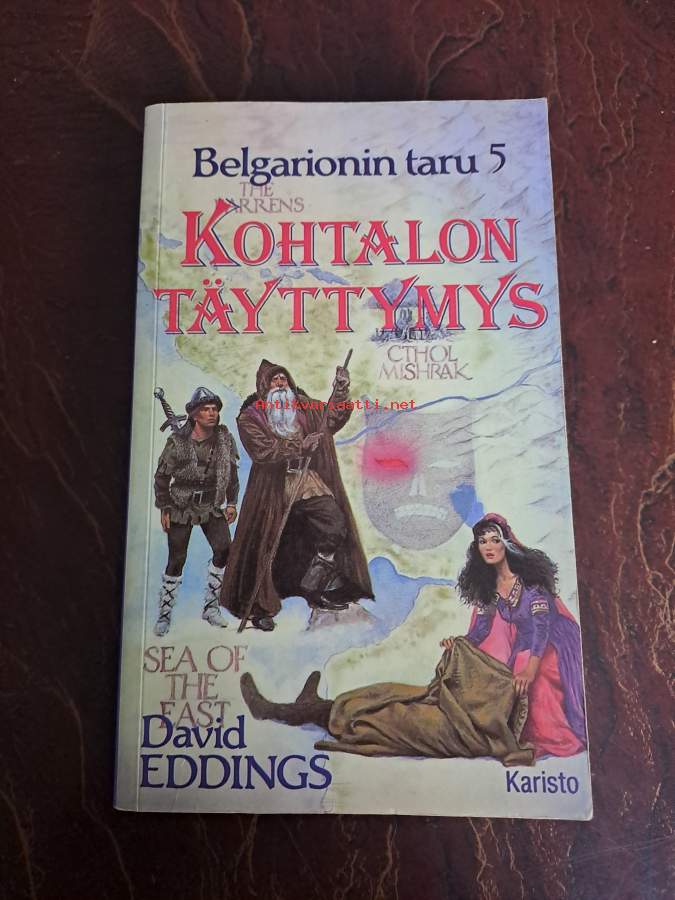 Belgarionin taru 5
THE
KOHTALON
TÄYTTYMYS
CTHOL
MISHRAK
Antikvariaatti.net
SEA OF
THE
EAST
David
EDDINGS
Karisto